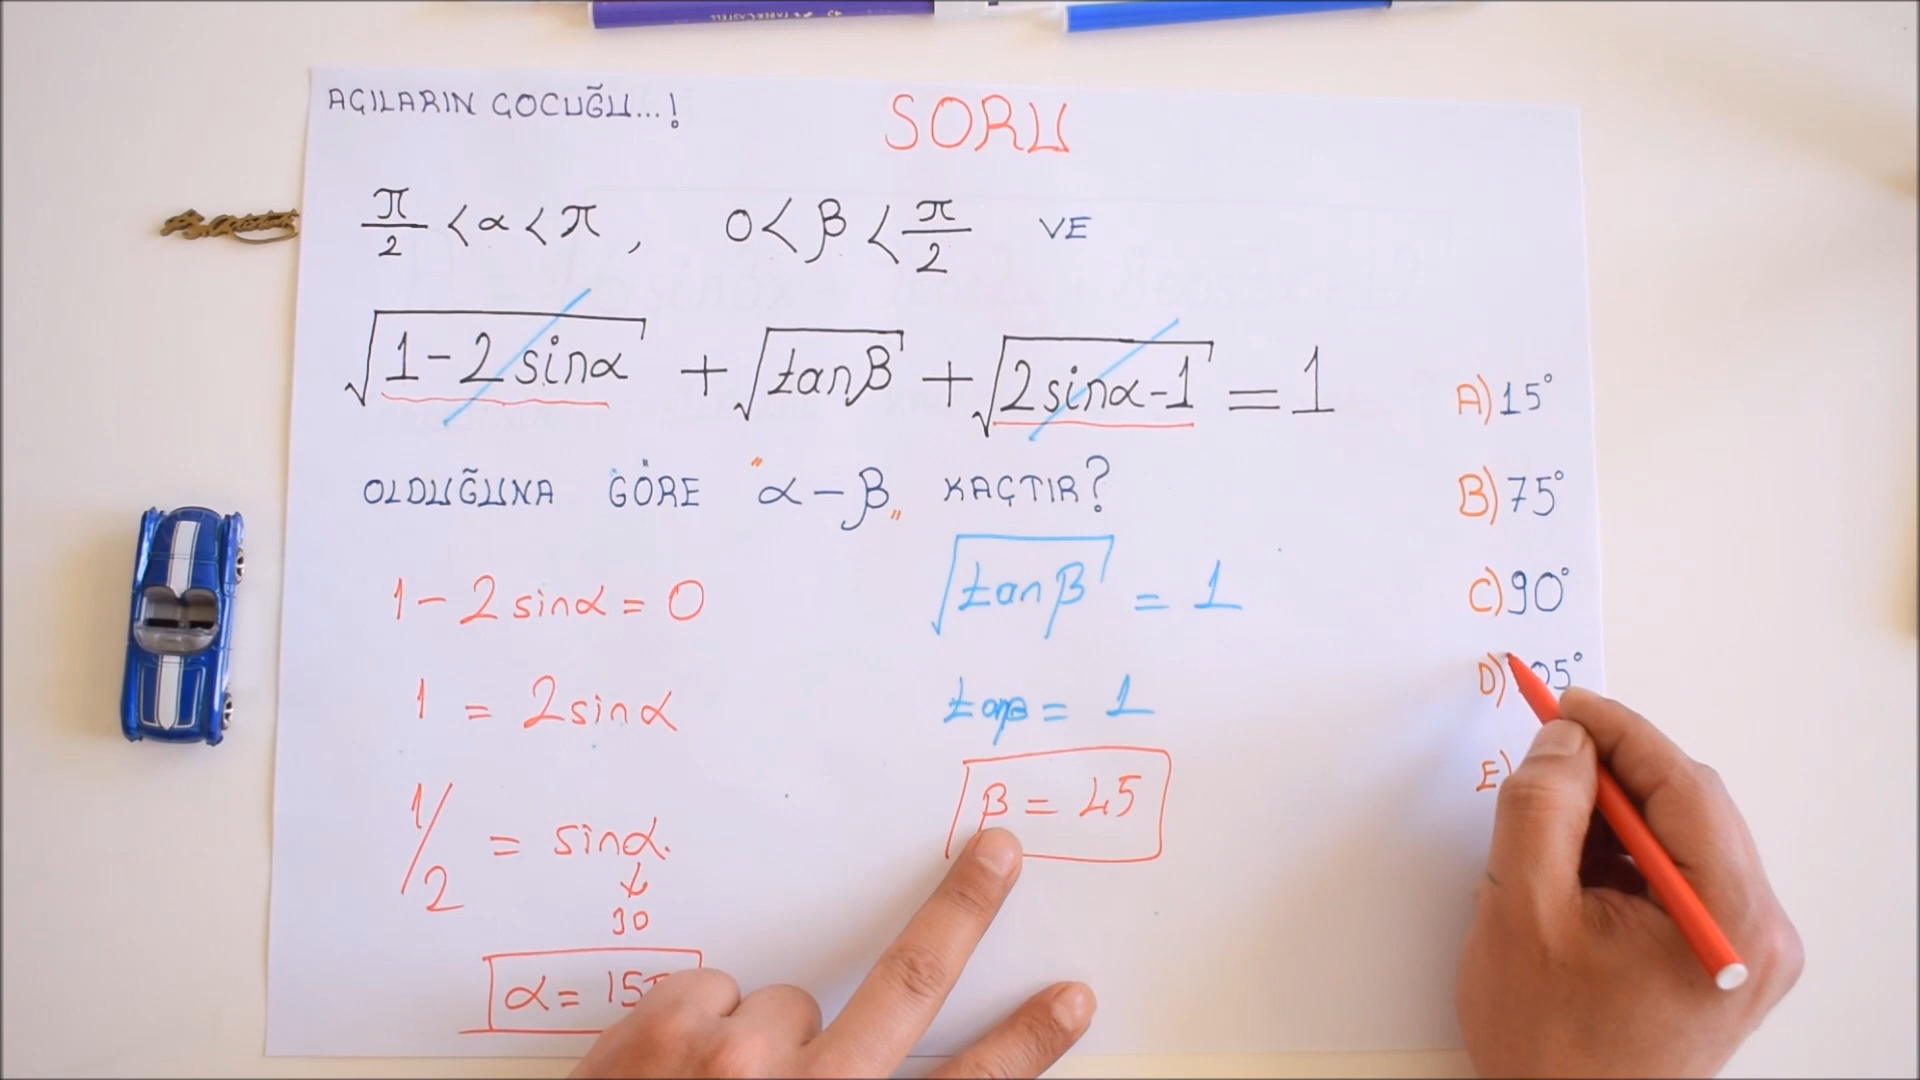 AÇILARIN ÇOCUĞU...!
SORU
π/2 < α < π, 0 < β < π/2 VE
√(1-2sinα) + √(tanβ) + √(2sinα-1) = 1
OLDUĞUNA GÖRE "α-β" KAÇTIR?
A) 15°
B) 75°
C) 90°
D)
E)
1-2sinα = 0
1 = 2sinα
1/2 = sinα
30
α =
√(tanβ) = 1
tanβ = 1
β = 45